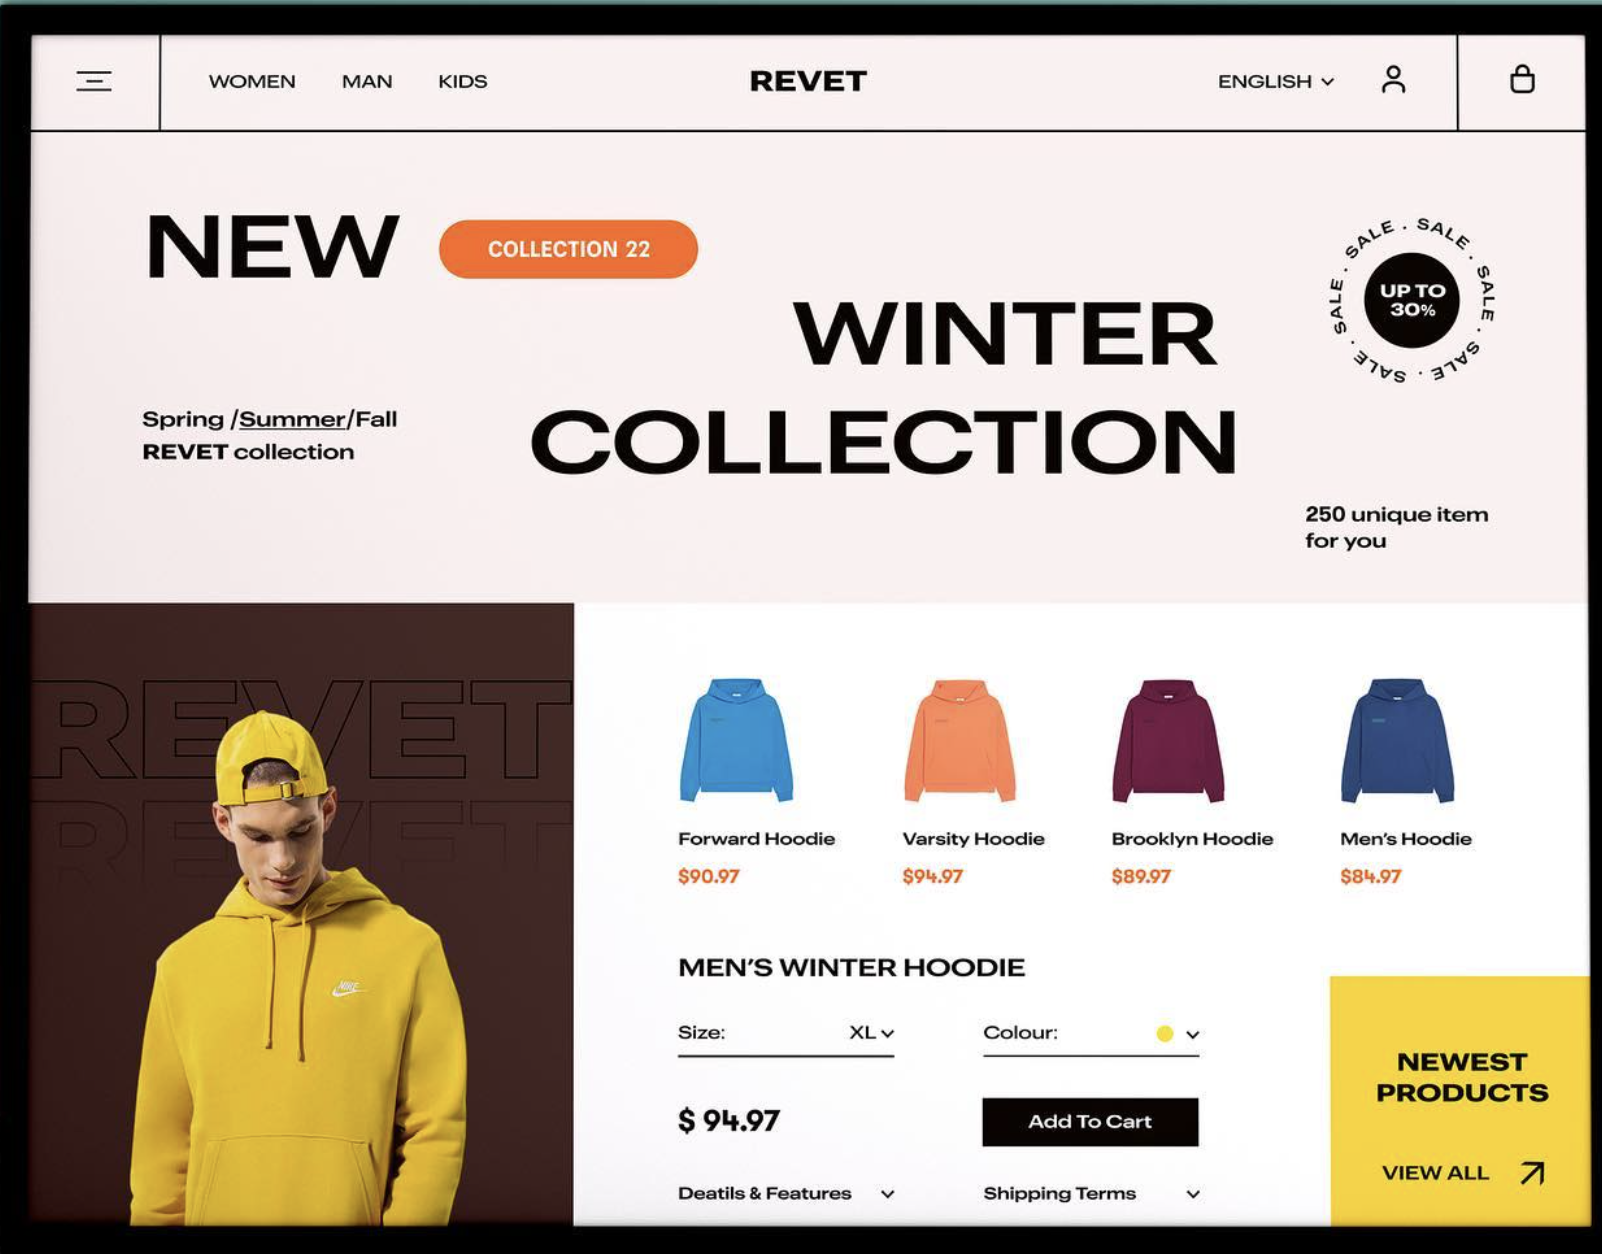 WOMEN MAN KIDS REVET ENGLISH
NEW COLLECTION 22
WINTER
COLLECTION
SALE · SALE · SALE · SALE · SALE · SALE ·
UP TO
30%
Spring /Summer/Fall
REVET collection
250 unique item
for you
REVET
REVET
NIKE
Forward Hoodie
$90.97
Varsity Hoodie
$94.97
Brooklyn Hoodie
$89.97
Men's Hoodie
$84.97
MEN'S WINTER HOODIE
Size: XL
Colour:
$ 94.97
Add To Cart
Deatils & Features
Shipping Terms
NEWEST
PRODUCTS
VIEW ALL